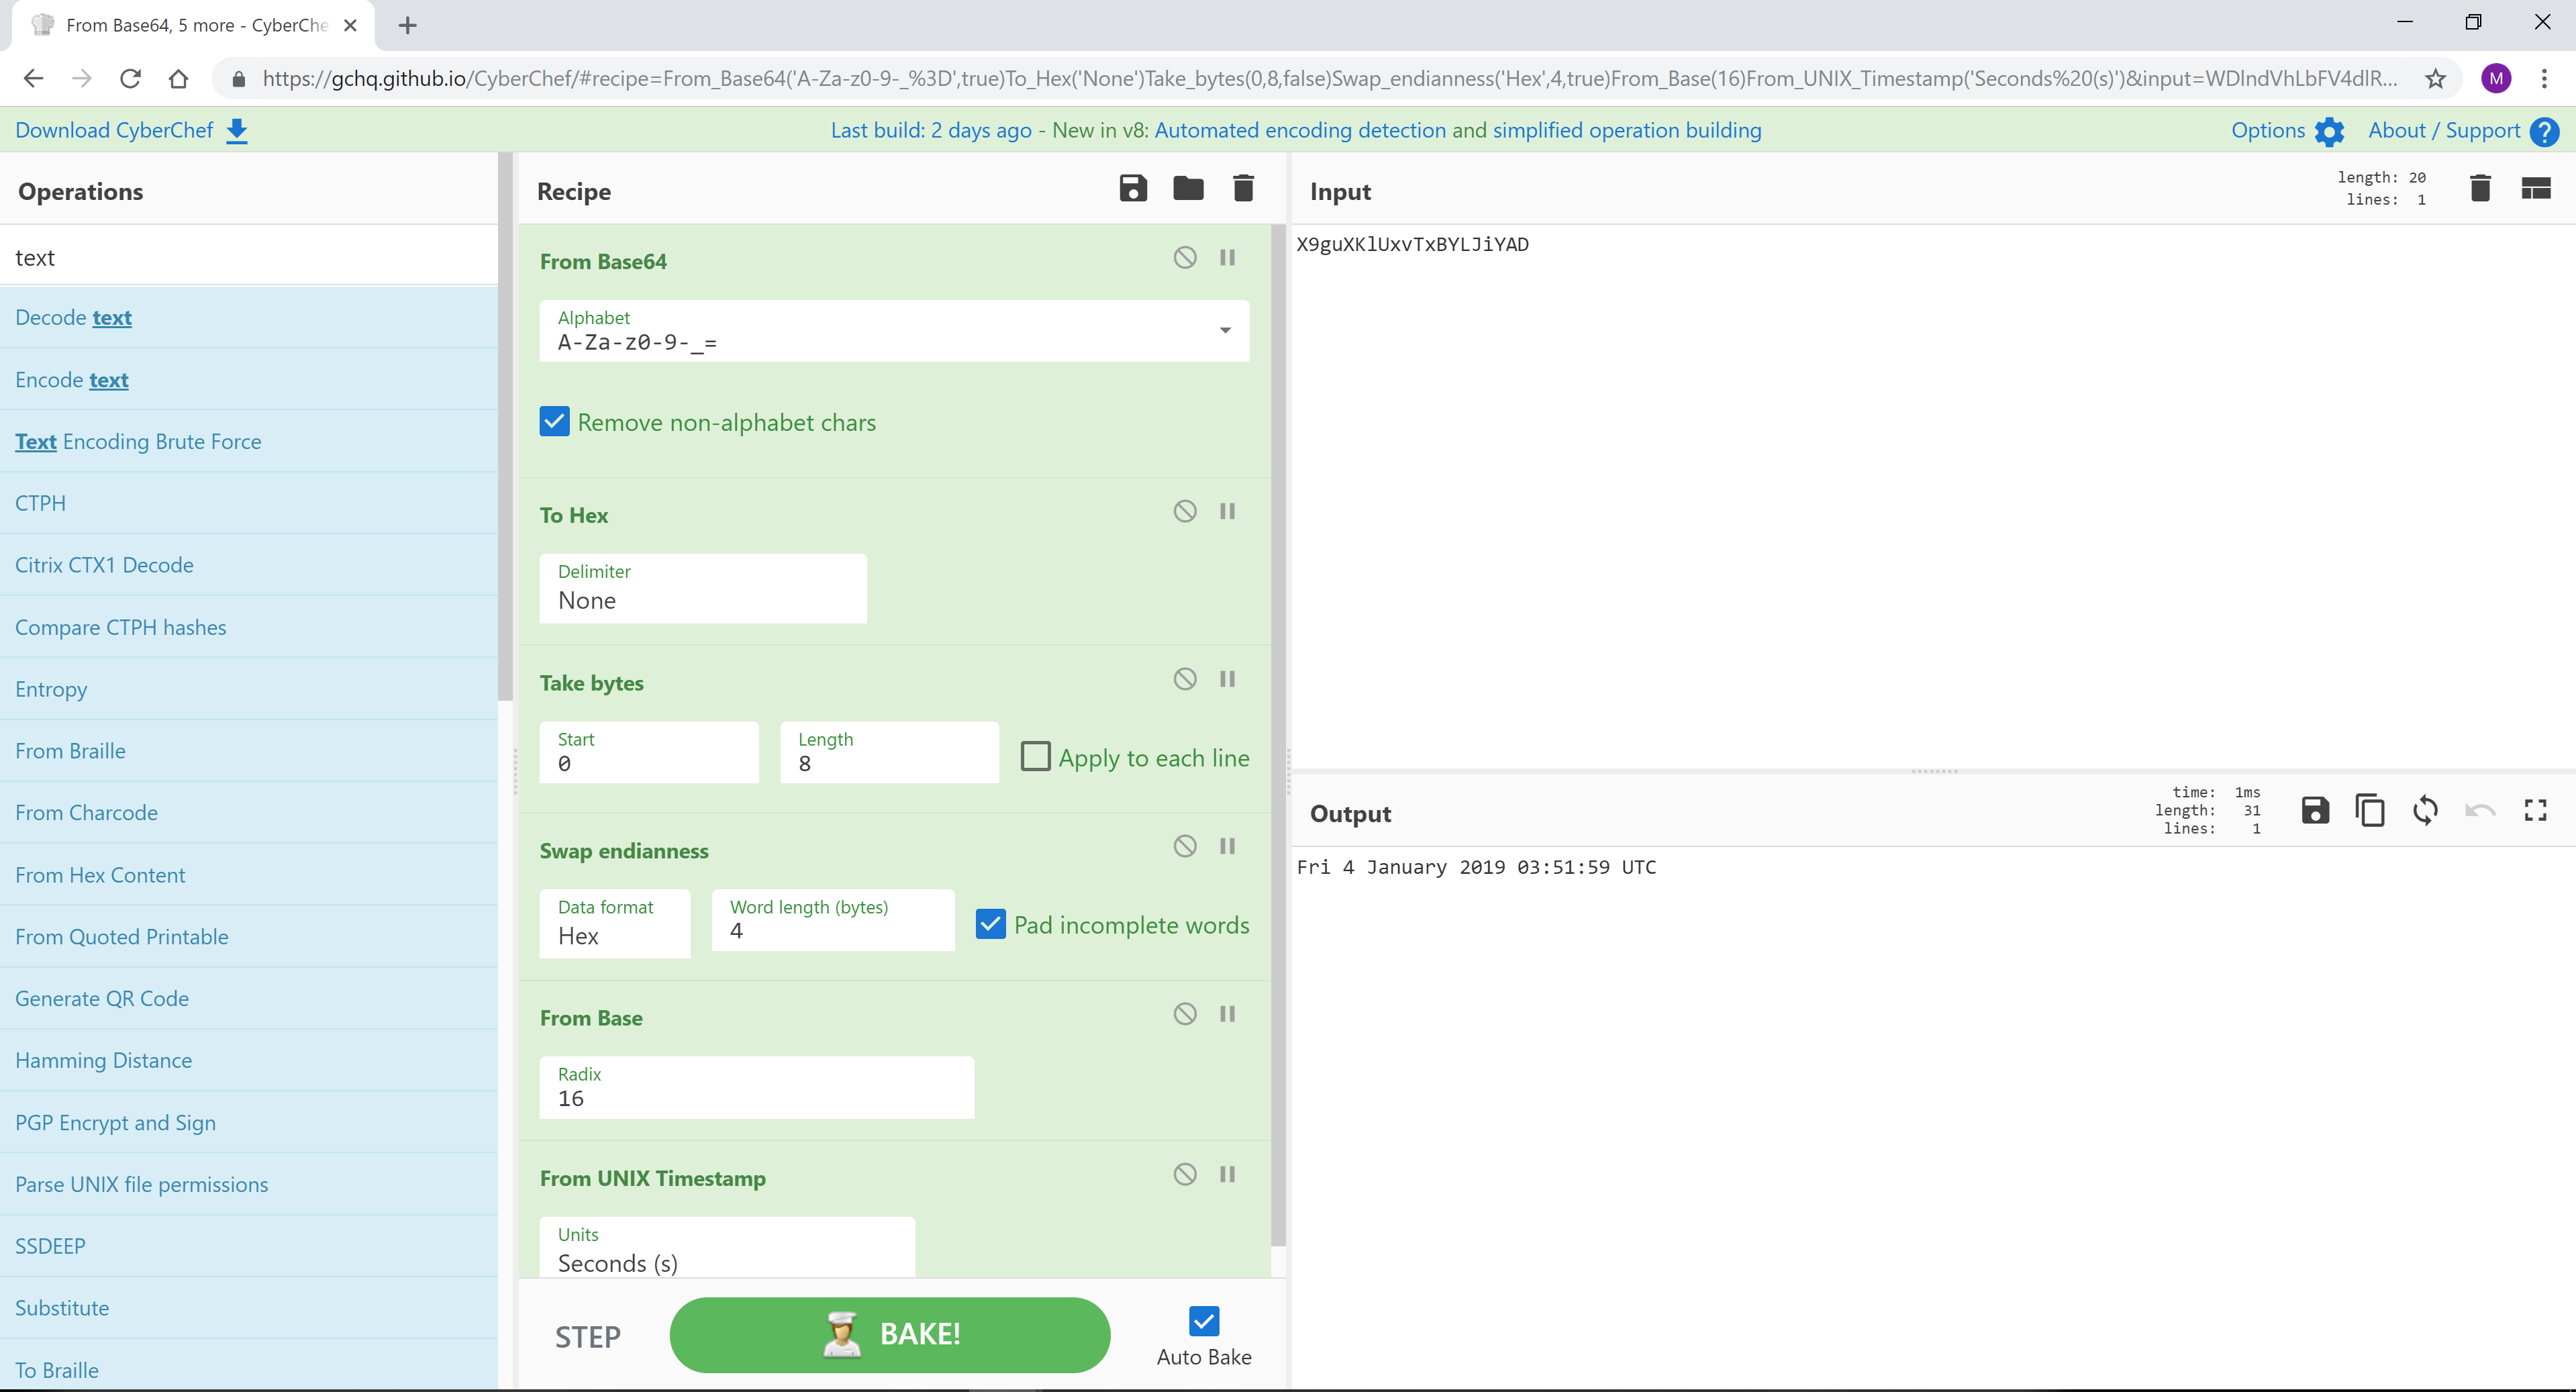 From Base64, 5 more - CyberChe
https://gchq.github.io/CyberChef/#recipe=From_Base64('A-Za-z0-9-_%3D',true)To_Hex('None')Take_bytes(0,8,false)Swap_endianness('Hex',4,true)From_Base(16)From_UNIX_Timestamp('Seconds%20(s)')&input=WDlndVhLbFV4dlR...
M
Download CyberChef
Last build: 2 days ago - New in v8: Automated encoding detection and simplified operation building
Options
About / Support
Operations
text
Decode text
Encode text
Text Encoding Brute Force
CTPH
Citrix CTX1 Decode
Compare CTPH hashes
Entropy
From Braille
From Charcode
From Hex Content
From Quoted Printable
Generate QR Code
Hamming Distance
PGP Encrypt and Sign
Parse UNIX file permissions
SSDEEP
Substitute
To Braille
Recipe
From Base64
Alphabet
A-Za-z0-9-_=
Remove non-alphabet chars
To Hex
Delimiter
None
Take bytes
Start
0
Length
8
Apply to each line
Swap endianness
Data format
Hex
Word length (bytes)
4
Pad incomplete words
From Base
Radix
16
From UNIX Timestamp
Units
Seconds (s)
STEP
BAKE!
Auto Bake
Input
length: 20
lines: 1
X9guXKlUxvTxBYLJiYAD
Output
time: 1ms
length: 31
lines: 1
Fri 4 January 2019 03:51:59 UTC